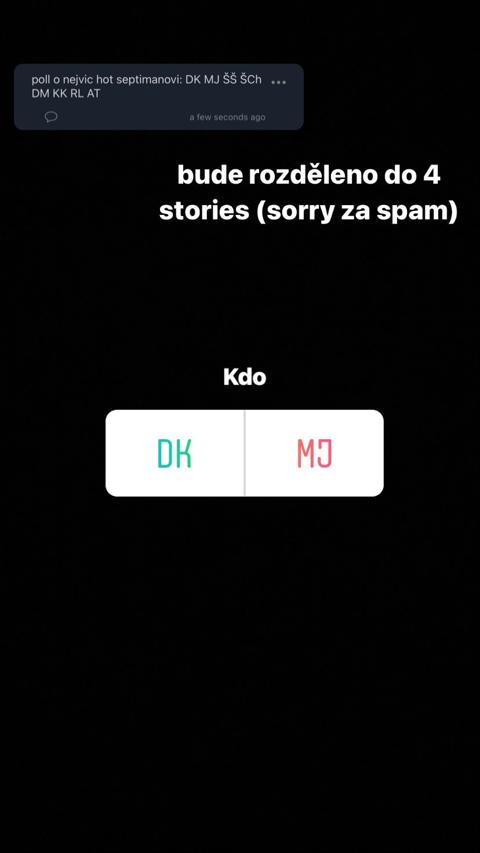 poll o nejvic hot septimanovi: DK MJ ŠŠ ŠCh
DM KK RL AT
a few seconds ago
bude rozděleno do 4
stories (sorry za spam)
Kdo
DK MJ